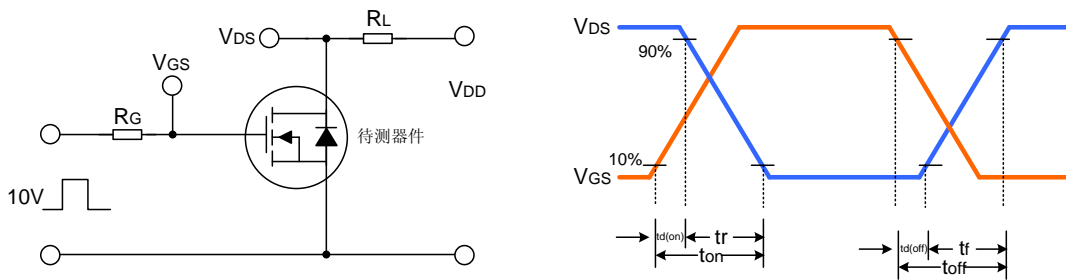 VDS
RL
VGS
VDD
RG
待测器件
10V
VDS
90%
10%
VGS
td(on)
tr
ton
td(off)
tf
toff